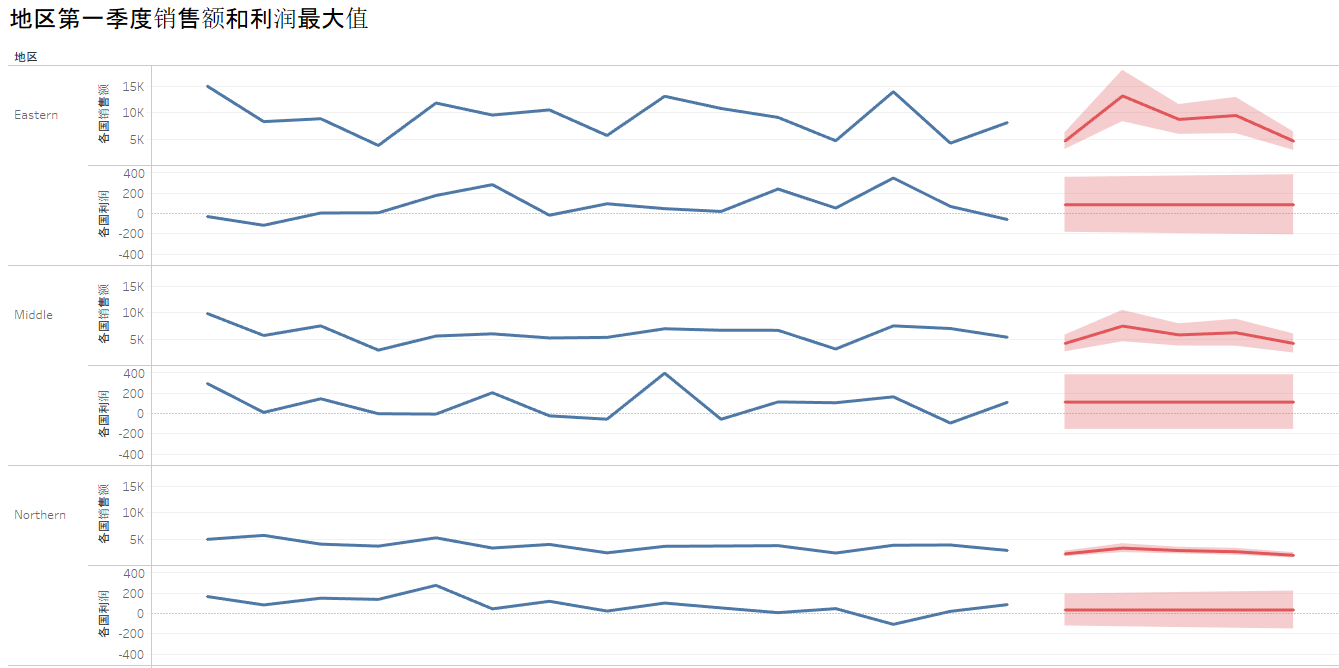 地区第一季度销售额和利润最大值
地区
Eastern
各国销售额
15K
10K
5K
各国利润
400
200
0
-200
-400
Middle
各国销售额
15K
10K
5K
各国利润
400
200
0
-200
-400
Northern
各国销售额
15K
10K
5K
各国利润
400
200
0
-200
-400